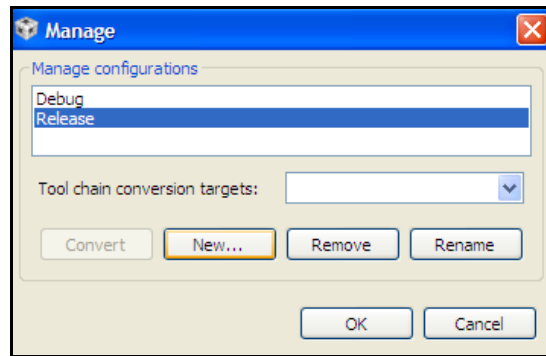 Manage
Manage configurations
Debug
Release
Tool chain conversion targets:
Convert New... Remove Rename
OK Cancel